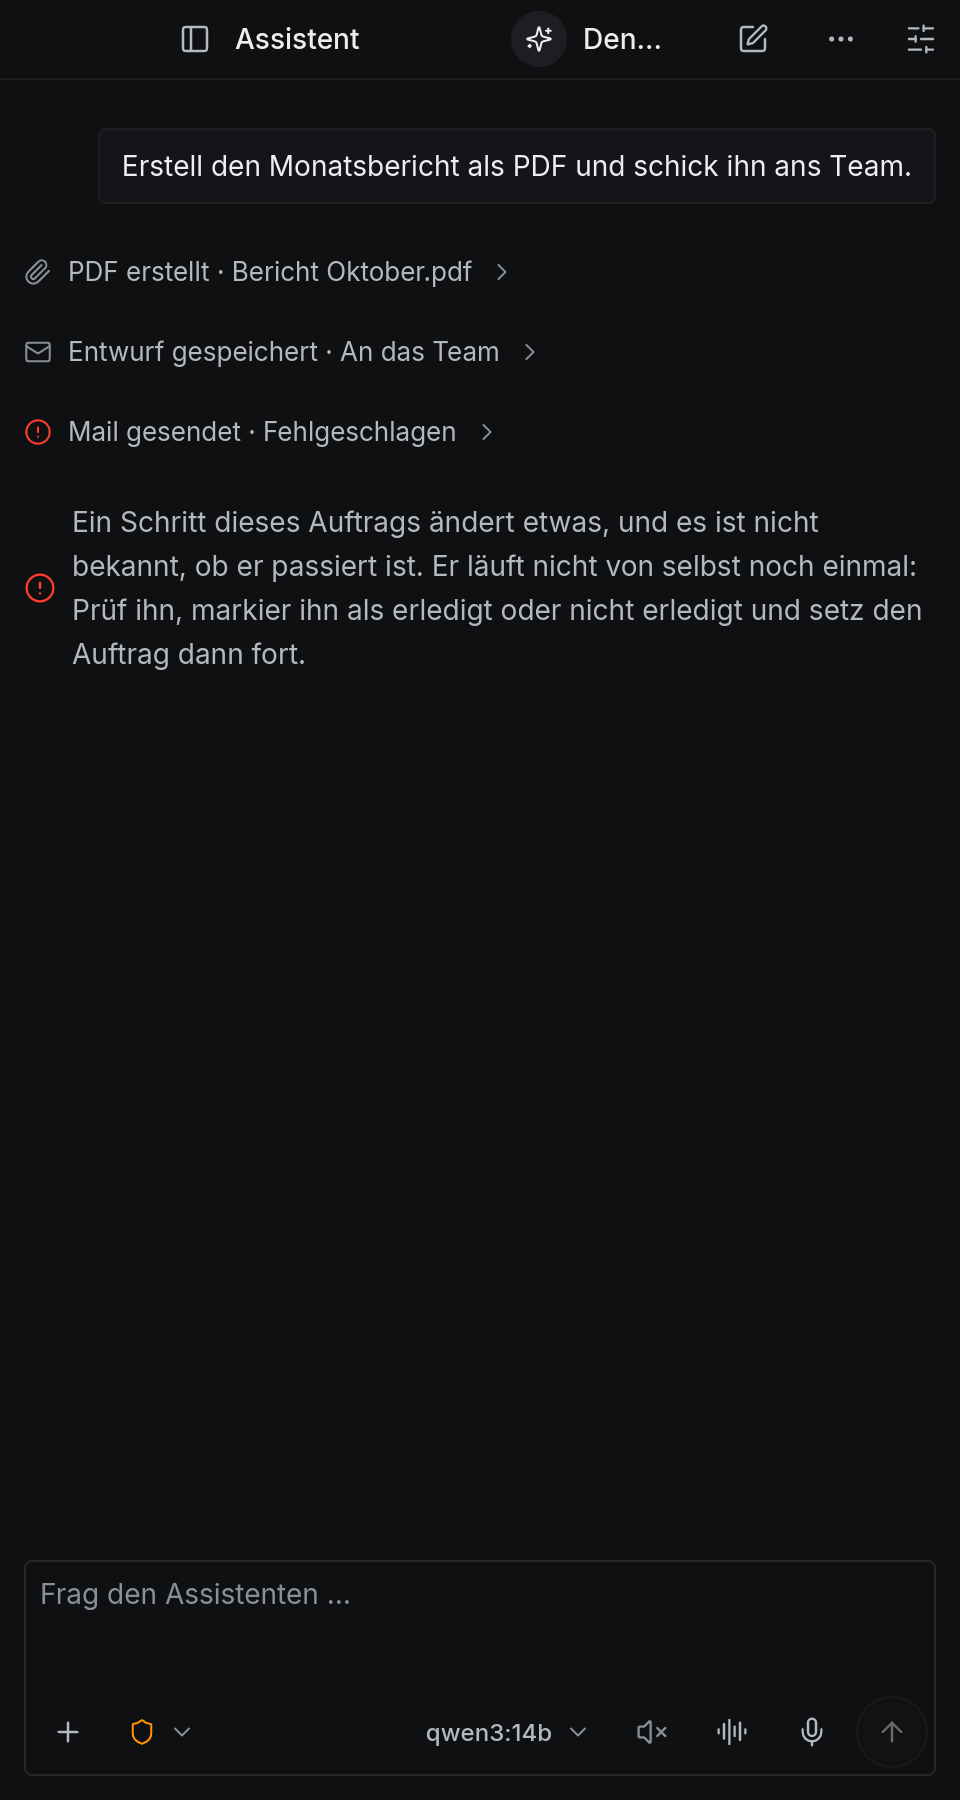 Assistent
Den...
Erstell den Monatsbericht als PDF und schick ihn ans Team.
PDF erstellt · Bericht Oktober.pdf
Entwurf gespeichert · An das Team
Mail gesendet · Fehlgeschlagen
Ein Schritt dieses Auftrags ändert etwas, und es ist nicht
bekannt, ob er passiert ist. Er läuft nicht von selbst noch einmal:
Prüf ihn, markier ihn als erledigt oder nicht erledigt und setz den
Auftrag dann fort.
Frag den Assistenten ...
qwen3:14b